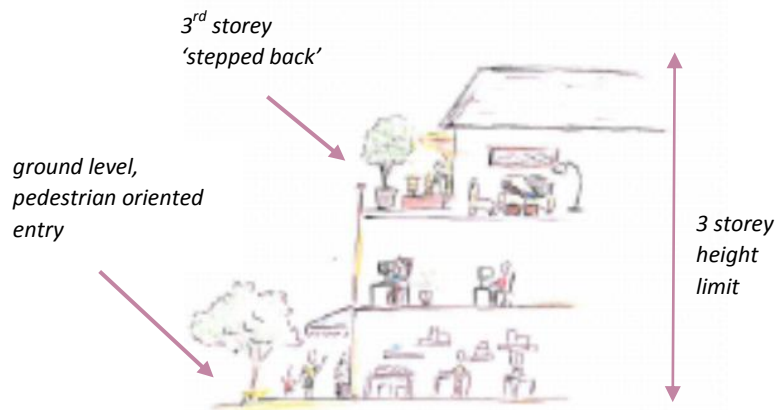 3rd storey
‘stepped back’
ground level,
pedestrian oriented
entry
3 storey
height
limit